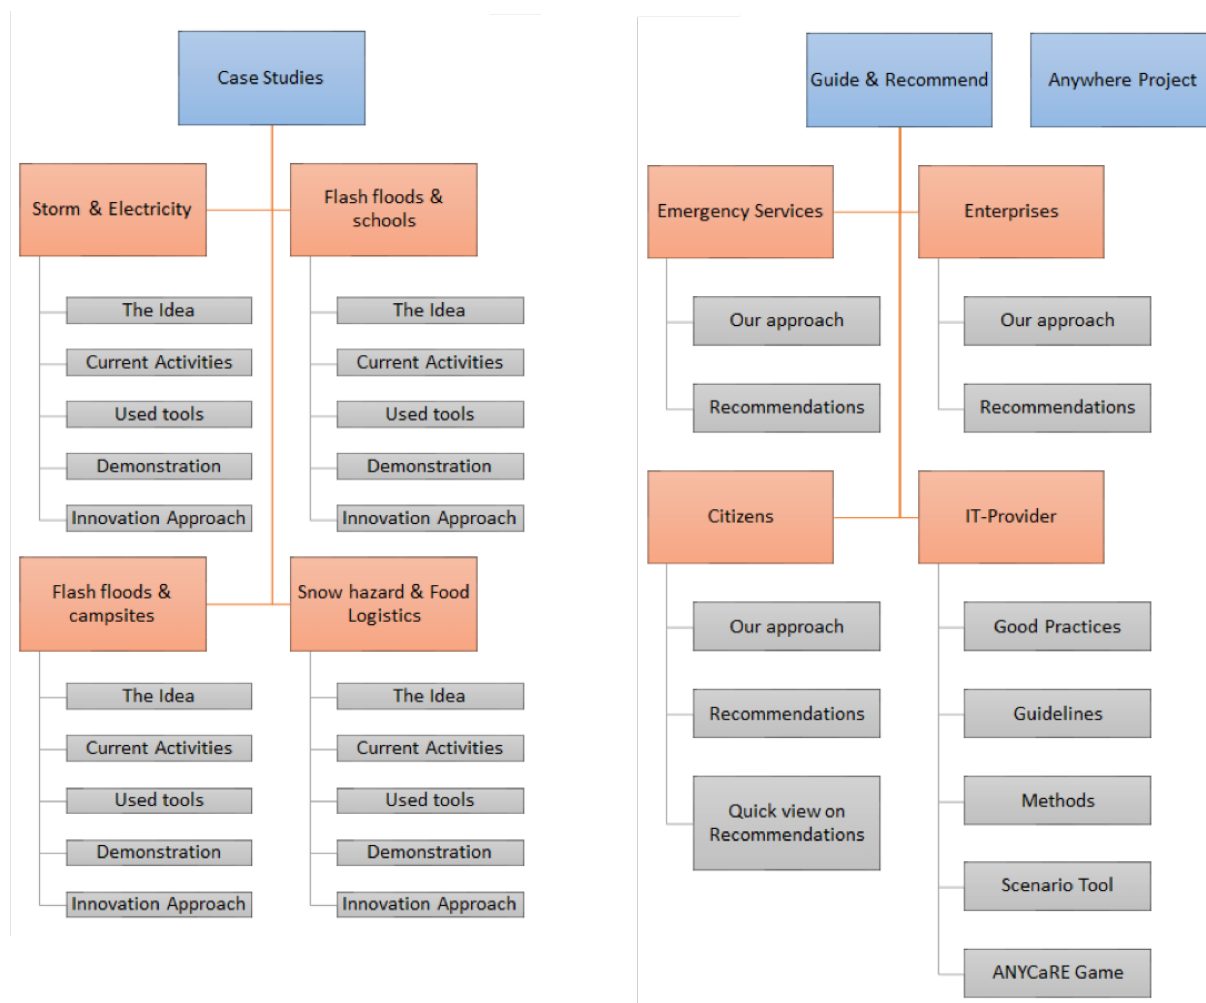 Case Studies
Storm & Electricity
The Idea
Current Activities
Used tools
Demonstration
Innovation Approach
Flash floods &
schools
The Idea
Current Activities
Used tools
Demonstration
Innovation Approach
Flash floods &
campsites
The Idea
Current Activities
Used tools
Demonstration
Innovation Approach
Snow hazard & Food
Logistics
The Idea
Current Activities
Used tools
Demonstration
Innovation Approach
Guide & Recommend
Anywhere Project
Emergency Services
Our approach
Recommendations
Enterprises
Our approach
Recommendations
Citizens
Our approach
Recommendations
Quick view on
Recommendations
IT-Provider
Good Practices
Guidelines
Methods
Scenario Tool
ANYCaRE Game